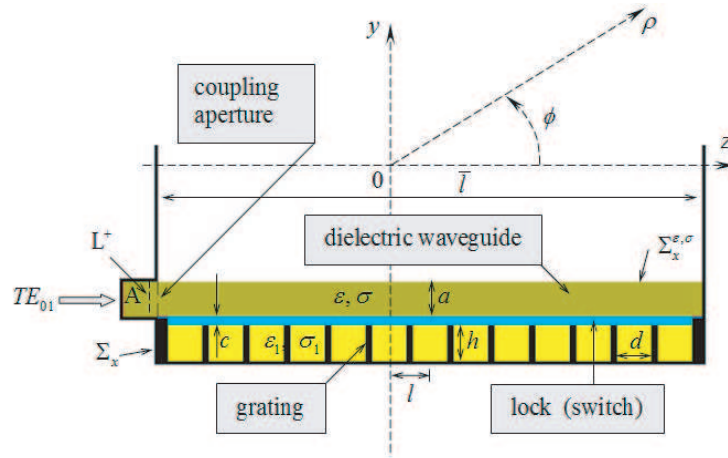 y
ρ
coupling
aperture
ϕ
z
0
l̅
dielectric waveguide
Σₓ^{ε,σ}
L⁺
TE₀₁
A
ε, σ
a
Σₓ
c
ε₁,
σ₁
h
d
grating
l
lock (switch)